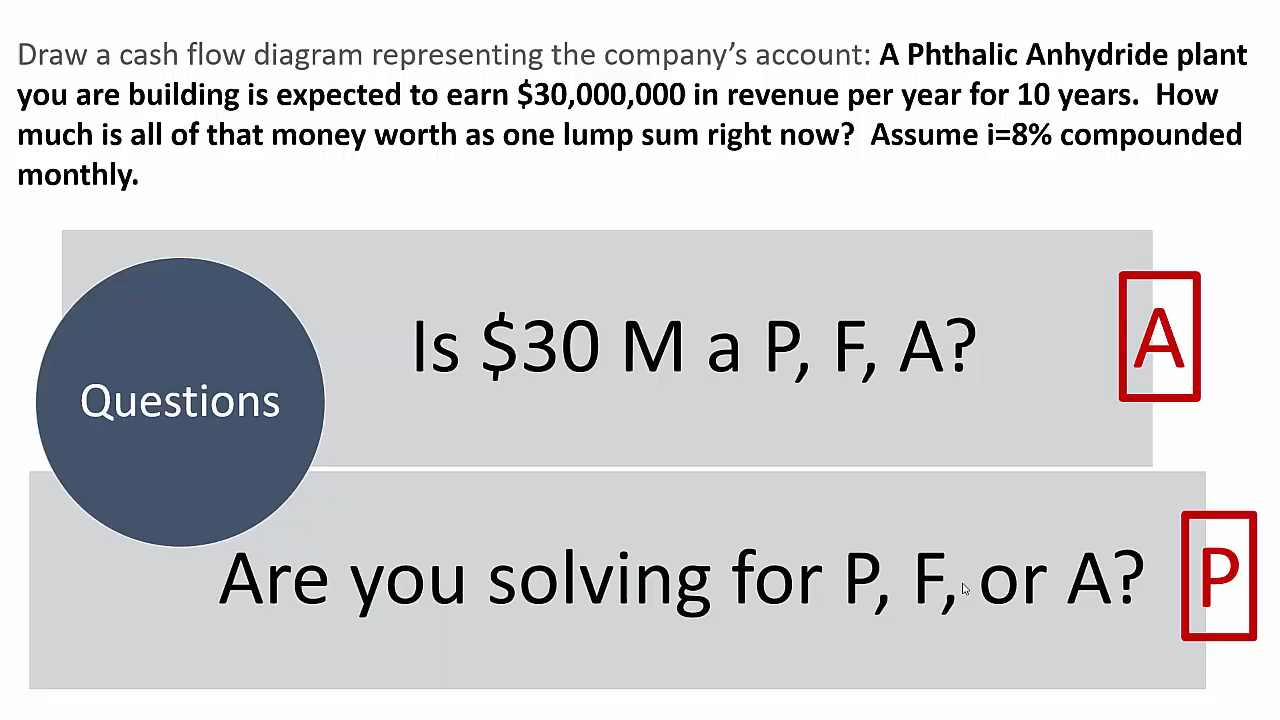 Draw a cash flow diagram representing the company’s account: A Phthalic Anhydride plant
you are building is expected to earn $30,000,000 in revenue per year for 10 years.  How
much is all of that money worth as one lump sum right now?  Assume i=8% compounded
monthly.
Questions
Is $30 M a P, F, A?
A
Are you solving for P, F, or A?
P